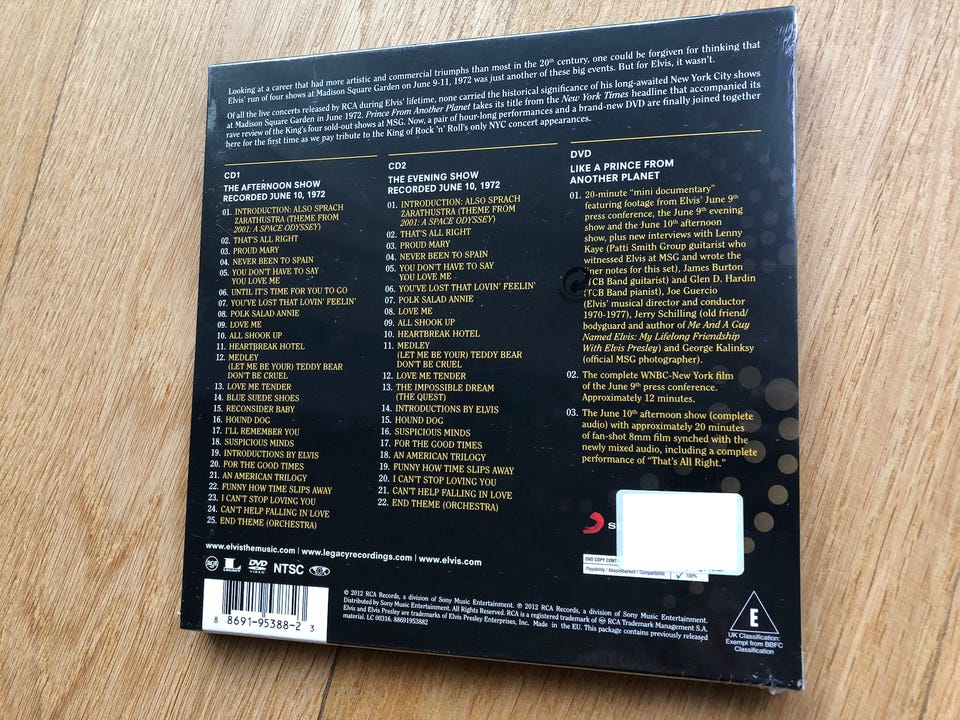 Looking at a career that had more artistic and commercial triumphs than most in the 20th century, one could be forgiven for thinking that
Elvis' run of four shows at Madison Square Garden on June 9-11, 1972 was just another of these big events. But for Elvis, it wasn't.
Of all the live concerts released by RCA during Elvis' lifetime, none carried the historical significance of his long-awaited New York City shows
at Madison Square Garden in June 1972. Prince From Another Planet takes its title from the New York Times headline that accompanied its
rave review of the King's four sold-out shows at MSG. Now, a pair of hour-long performances and a brand-new DVD are finally joined together
here for the first time as we pay tribute to the King of Rock 'n' Roll's only NYC concert appearances.
CD1
THE AFTERNOON SHOW
RECORDED JUNE 10, 1972
01. INTRODUCTION: ALSO SPRACH
ZARATHUSTRA (THEME FROM
2001: A SPACE ODYSSEY)
02. THAT'S ALL RIGHT
03. PROUD MARY
04. NEVER BEEN TO SPAIN
05. YOU DON'T HAVE TO SAY
YOU LOVE ME
06. UNTIL IT'S TIME FOR YOU TO GO
07. YOU'VE LOST THAT LOVIN' FEELIN'
08. POLK SALAD ANNIE
09. LOVE ME
10. ALL SHOOK UP
11. HEARTBREAK HOTEL
12. MEDLEY
(LET ME BE YOUR) TEDDY BEAR
DON'T BE CRUEL
13. LOVE ME TENDER
14. BLUE SUEDE SHOES
15. RECONSIDER BABY
16. HOUND DOG
17. I'LL REMEMBER YOU
18. SUSPICIOUS MINDS
19. INTRODUCTIONS BY ELVIS
20. FOR THE GOOD TIMES
21. AN AMERICAN TRILOGY
22. FUNNY HOW TIME SLIPS AWAY
23. I CAN'T STOP LOVING YOU
24. CAN'T HELP FALLING IN LOVE
25. END THEME (ORCHESTRA)
CD2
THE EVENING SHOW
RECORDED JUNE 10, 1972
01. INTRODUCTION: ALSO SPRACH
ZARATHUSTRA (THEME FROM
2001: A SPACE ODYSSEY)
02. THAT'S ALL RIGHT
03. PROUD MARY
04. NEVER BEEN TO SPAIN
05. YOU DON'T HAVE TO SAY
YOU LOVE ME
06. YOU'VE LOST THAT LOVIN' FEELIN'
07. POLK SALAD ANNIE
08. LOVE ME
09. ALL SHOOK UP
10. HEARTBREAK HOTEL
11. MEDLEY
(LET ME BE YOUR) TEDDY BEAR
DON'T BE CRUEL
12. LOVE ME TENDER
13. THE IMPOSSIBLE DREAM
(THE QUEST)
14. INTRODUCTIONS BY ELVIS
15. HOUND DOG
16. SUSPICIOUS MINDS
17. FOR THE GOOD TIMES
18. AN AMERICAN TRILOGY
19. FUNNY HOW TIME SLIPS AWAY
20. I CAN'T STOP LOVING YOU
21. CAN'T HELP FALLING IN LOVE
22. END THEME (ORCHESTRA)
DVD
LIKE A PRINCE FROM
ANOTHER PLANET
01. 20-minute "mini documentary"
featuring footage from Elvis' June 9th
press conference, the June 9th evening
show and the June 10th afternoon
show, plus new interviews with Lenny
Kaye (Patti Smith Group guitarist who
witnessed Elvis at MSG and wrote the
liner notes for this set), James Burton
(TCB Band guitarist) and Glen D. Hardin
(TCB Band pianist), Joe Guercio
(Elvis' musical director and conductor
1970-1977), Jerry Schilling (old friend/
bodyguard and author of Me And A Guy
Named Elvis: My Lifelong Friendship
With Elvis Presley) and George Kalinksy
(official MSG photographer).
02. The complete WNBC-New York film
of the June 9th press conference.
Approximately 12 minutes.
03. The June 10th afternoon show (complete
audio) with approximately 20 minutes
of fan-shot 8mm film synched with the
newly mixed audio, including a complete
performance of "That's All Right."
DVD COPY CONT
Playability / Abspielbarkeit / Compatibilité 100%
www.elvisthemusic.com | www.legacyrecordings.com | www.elvis.com
RCA LEGACY DVD VIDEO NTSC
8 8691-95388-2 3
℗ 2012 RCA Records, a division of Sony Music Entertainment. © 2012 RCA Records, a division of Sony Music Entertainment.
Distributed by Sony Music Entertainment. All Rights Reserved. RCA is a registered trademark of RCA Trademark Management S.A.
Elvis and Elvis Presley are trademarks of Elvis Presley Enterprises, Inc. Made in the EU. This package contains previously released
material. LC 00316. 88691953882
E
UK Classification:
Exempt from BBFC
Classification